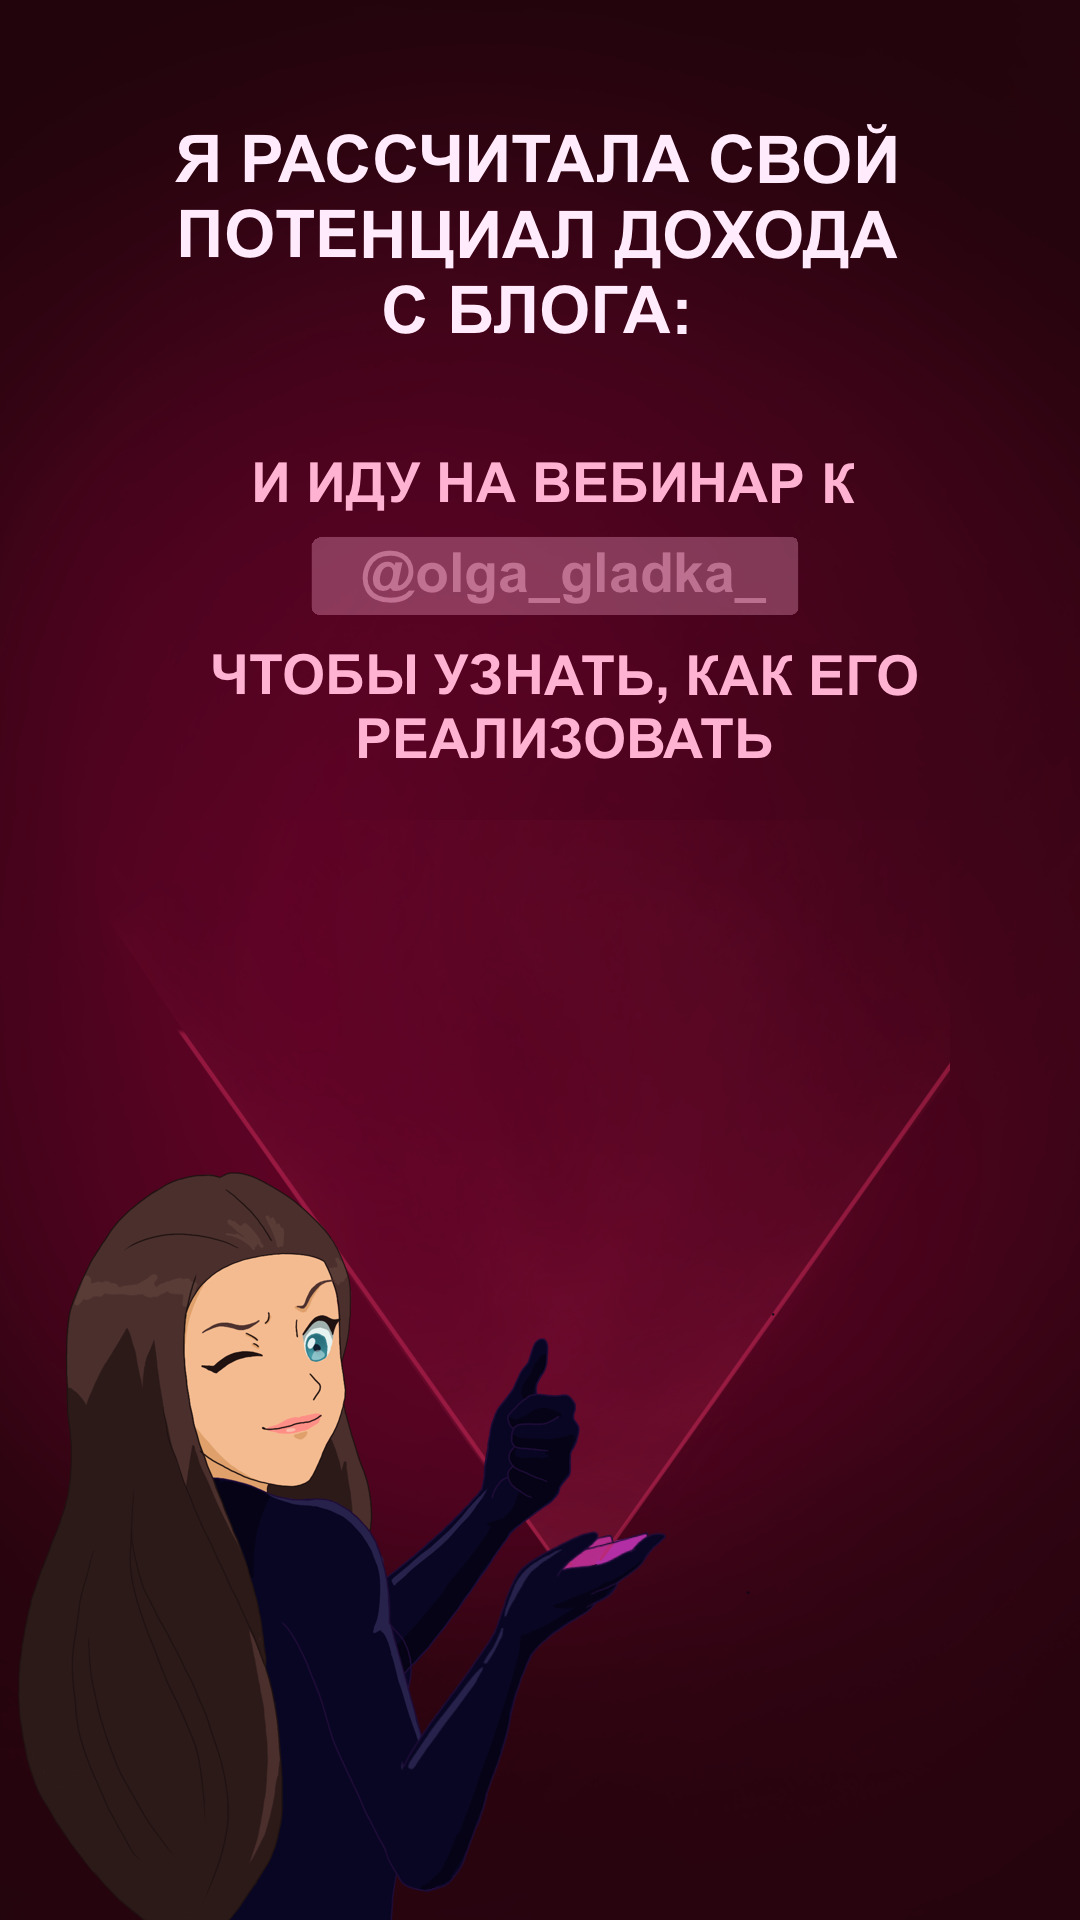 Я РАССЧИТАЛА СВОЙ
ПОТЕНЦИАЛ ДОХОДА
С БЛОГА:
И ИДУ НА ВЕБИНАР К
@olga_gladka_
ЧТОБЫ УЗНАТЬ, КАК ЕГО
РЕАЛИЗОВАТЬ